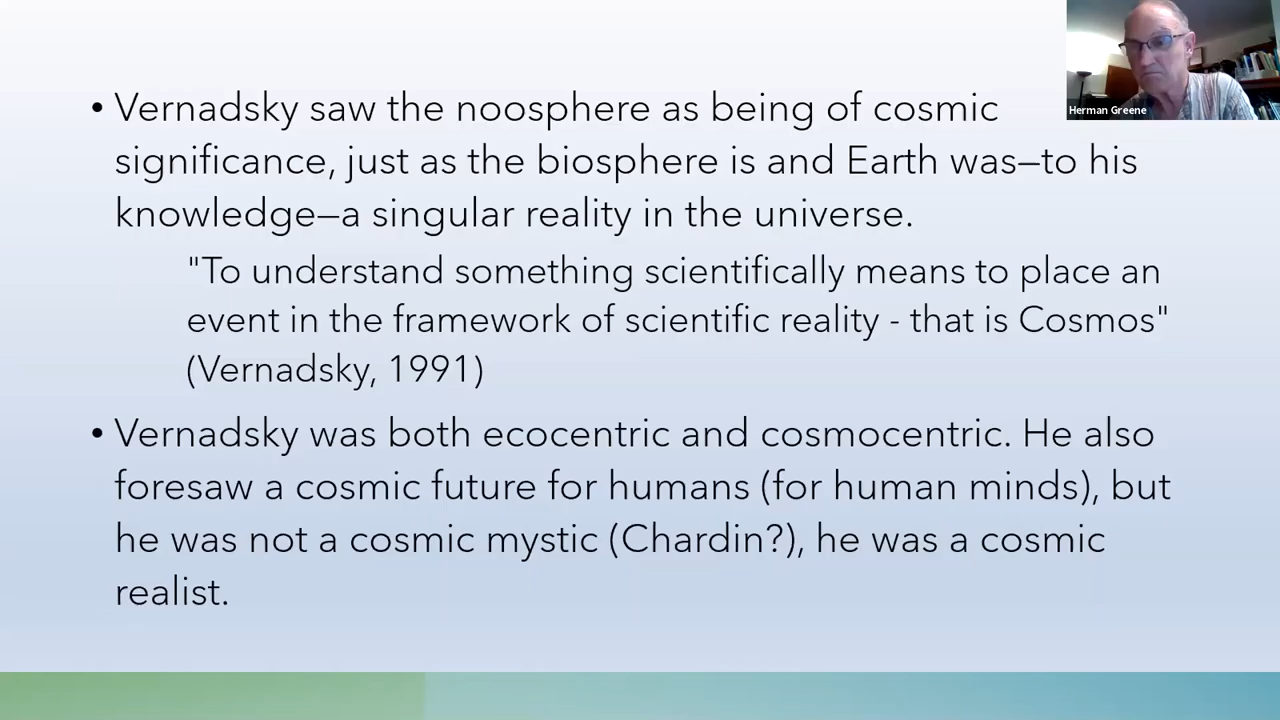 Herman Greene
• Vernadsky saw the noosphere as being of cosmic
significance, just as the biosphere is and Earth was—to his
knowledge—a singular reality in the universe.
"To understand something scientifically means to place an
event in the framework of scientific reality - that is Cosmos"
(Vernadsky, 1991)
• Vernadsky was both ecocentric and cosmocentric. He also
foresaw a cosmic future for humans (for human minds), but
he was not a cosmic mystic (Chardin?), he was a cosmic
realist.